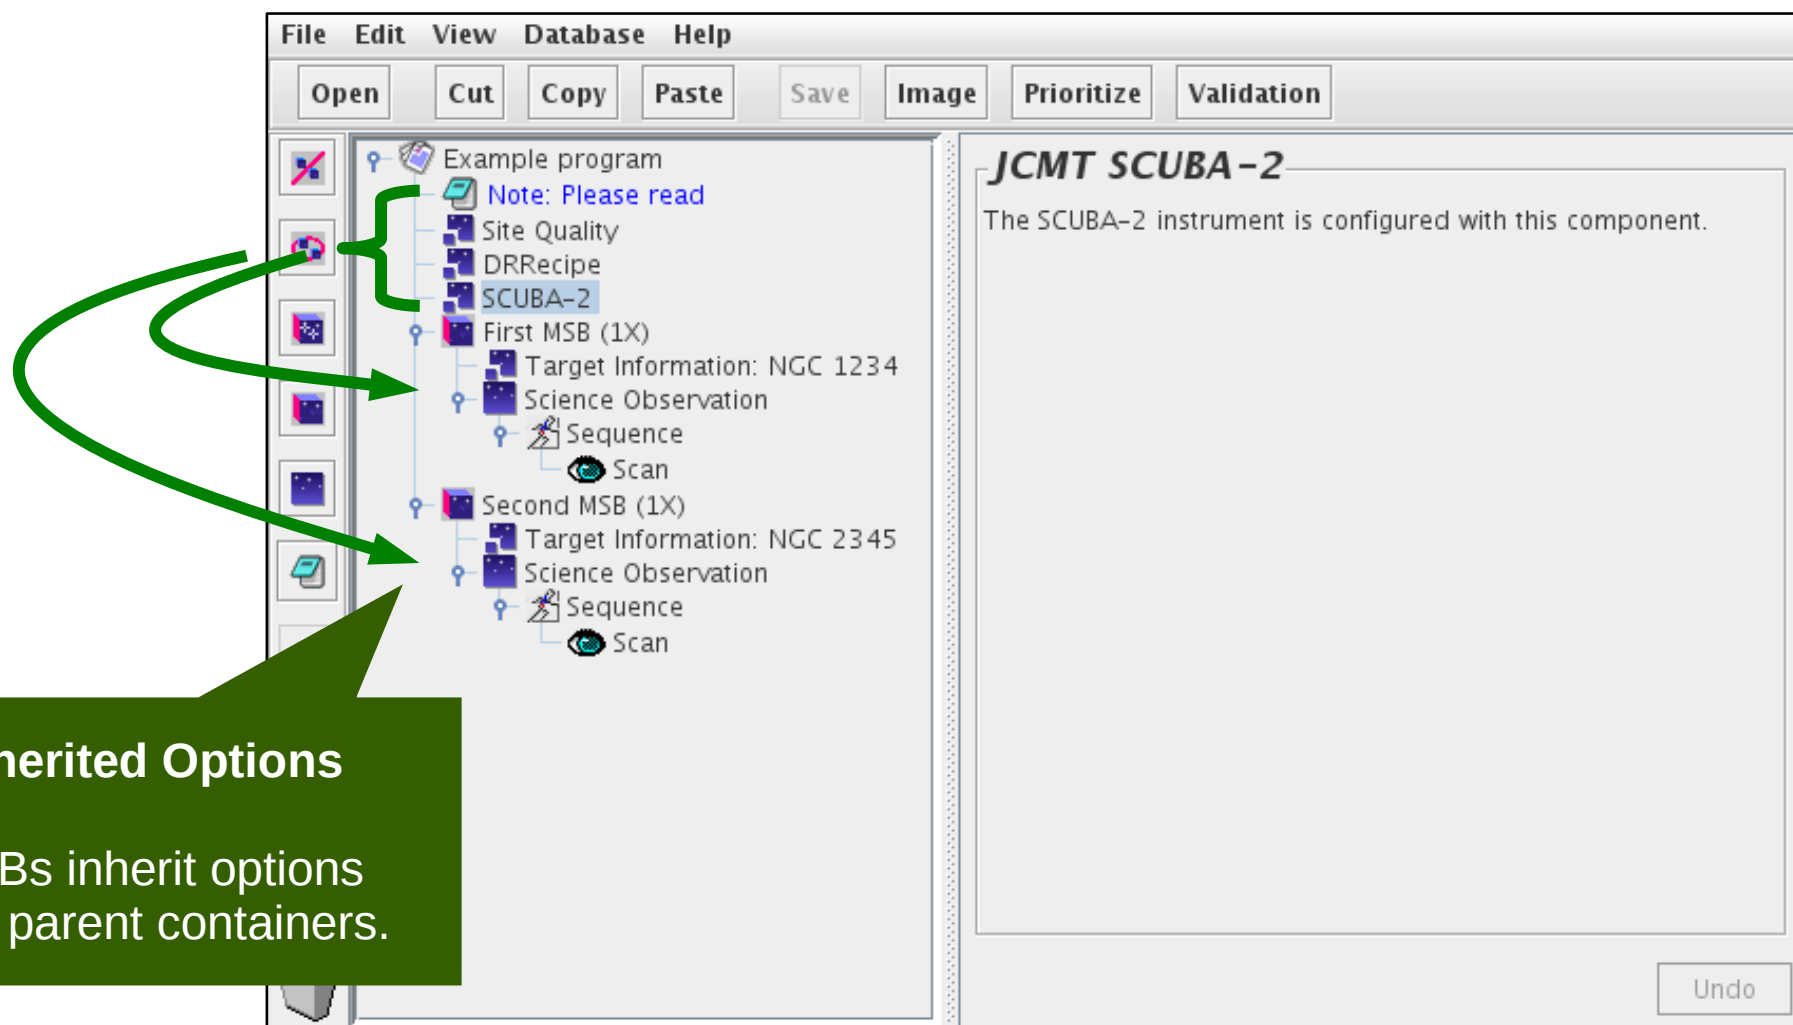 File Edit View Database Help
Open Cut Copy Paste Save Image Prioritize Validation
Example program
Note: Please read
Site Quality
DRRecipe
SCUBA-2
First MSB (1X)
Target Information: NGC 1234
Science Observation
Sequence
Scan
Second MSB (1X)
Target Information: NGC 2345
Science Observation
Sequence
Scan
JCMT SCUBA-2
The SCUBA-2 instrument is configured with this component.
Undo
Options
inherit options
parent containers.